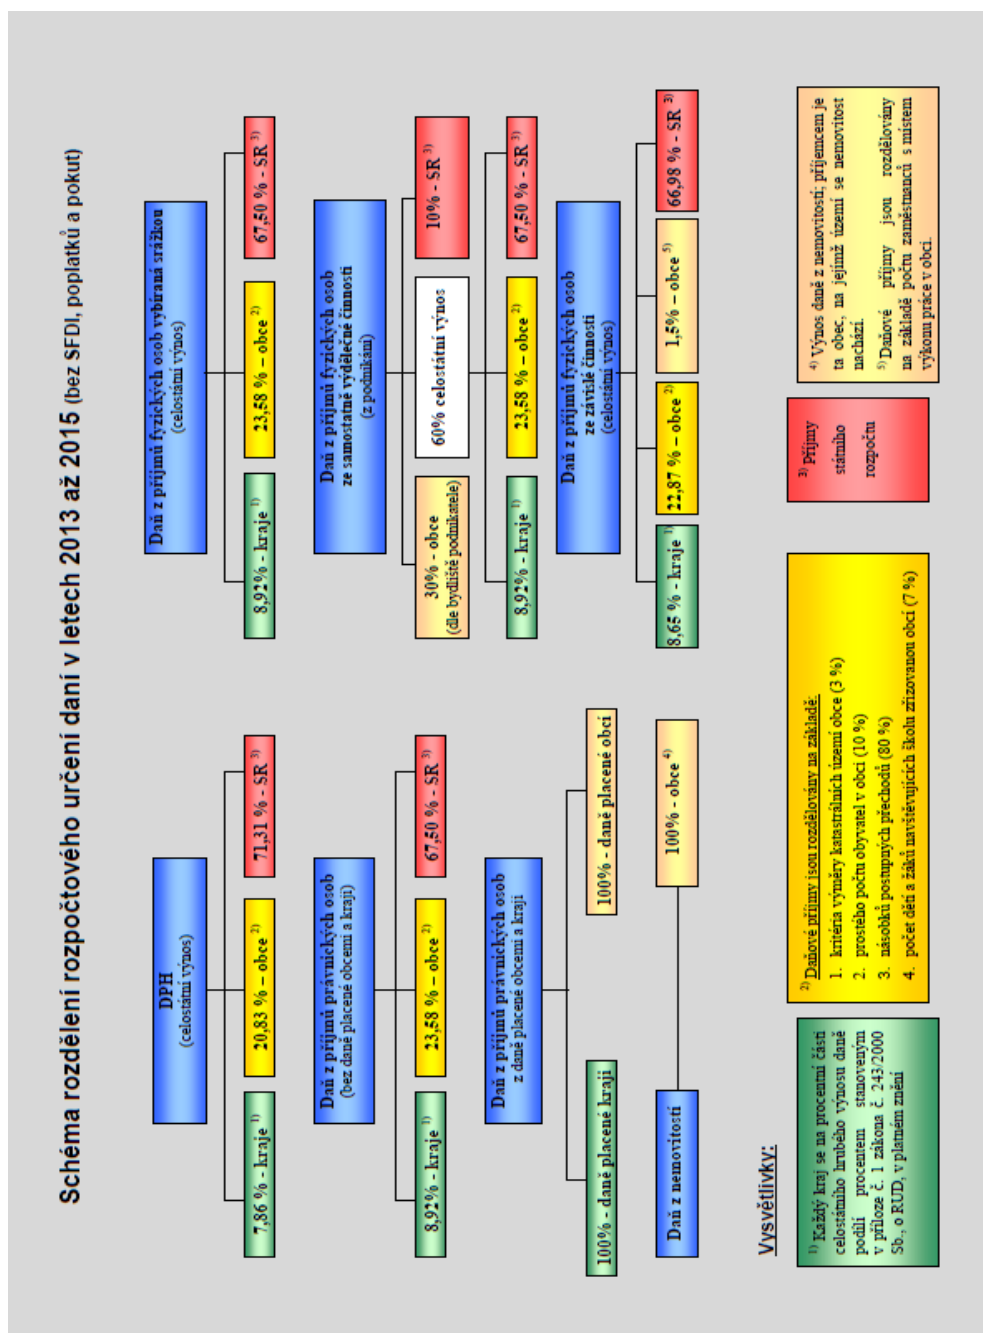 Schéma rozdělení rozpočtového určení daní v letech 2013 až 2015 (bez SFDI, poplatků a pokut)
DPH
(celostátní výnos)
7,86 % - kraje 1)
20,83 % – obce 2)
71,31 % - SR 3)
Daň z příjmů právnických osob
(bez daně placené obcemi a kraji)
8,92% - kraje 1)
23,58 % – obce 2)
67,50 % - SR 3)
Daň z příjmů právnických osob
z daně placené obcemi a kraji
100% - daně placené kraji
100% - daně placené obcí
Daň z nemovitostí
100% - obce 4)
Daň z příjmů fyzických osob vybíraná srážkou
(celostátní výnos)
8,92% - kraje 1)
23,58 % – obce 2)
67,50 % - SR 3)
Daň z příjmů fyzických osob
ze samostatně výdělečné činnosti
(z podnikání)
30% - obce
(dle bydliště podnikatele)
60% celostátní výnos
10% - SR 3)
8,92% - kraje 1)
23,58 % – obce 2)
67,50 % - SR 3)
Daň z příjmů fyzických osob
ze závislé činnosti
(celostátní výnos)
8,65 % - kraje 1)
22,87 % – obce 2)
1,5% – obce 5)
66,98 % - SR 3)
Vysvětlivky:
1) Každý kraj se na procentní části
celostátního hrubého výnosu daně
podílí procentem stanoveným
v příloze č. 1 zákona č. 243/2000
Sb., o RUD, v platném znění
2) Daňové příjmy jsou rozdělovány na základě:
1. kritéria výměry katastrálních území obce (3 %)
2. prostého počtu obyvatel v obci (10 %)
3. násobků postupných přechodů (80 %)
4. počet dětí a žáků navštěvujících školu zřizovanou obcí (7 %)
3) Příjmy
státního
rozpočtu
4) Výnos daně z nemovitostí; příjemcem je
ta obec, na jejímž území se nemovitost
nachází.
5) Daňové příjmy jsou rozdělovány
na základě počtu zaměstnanců s místem
výkonu práce v obci.